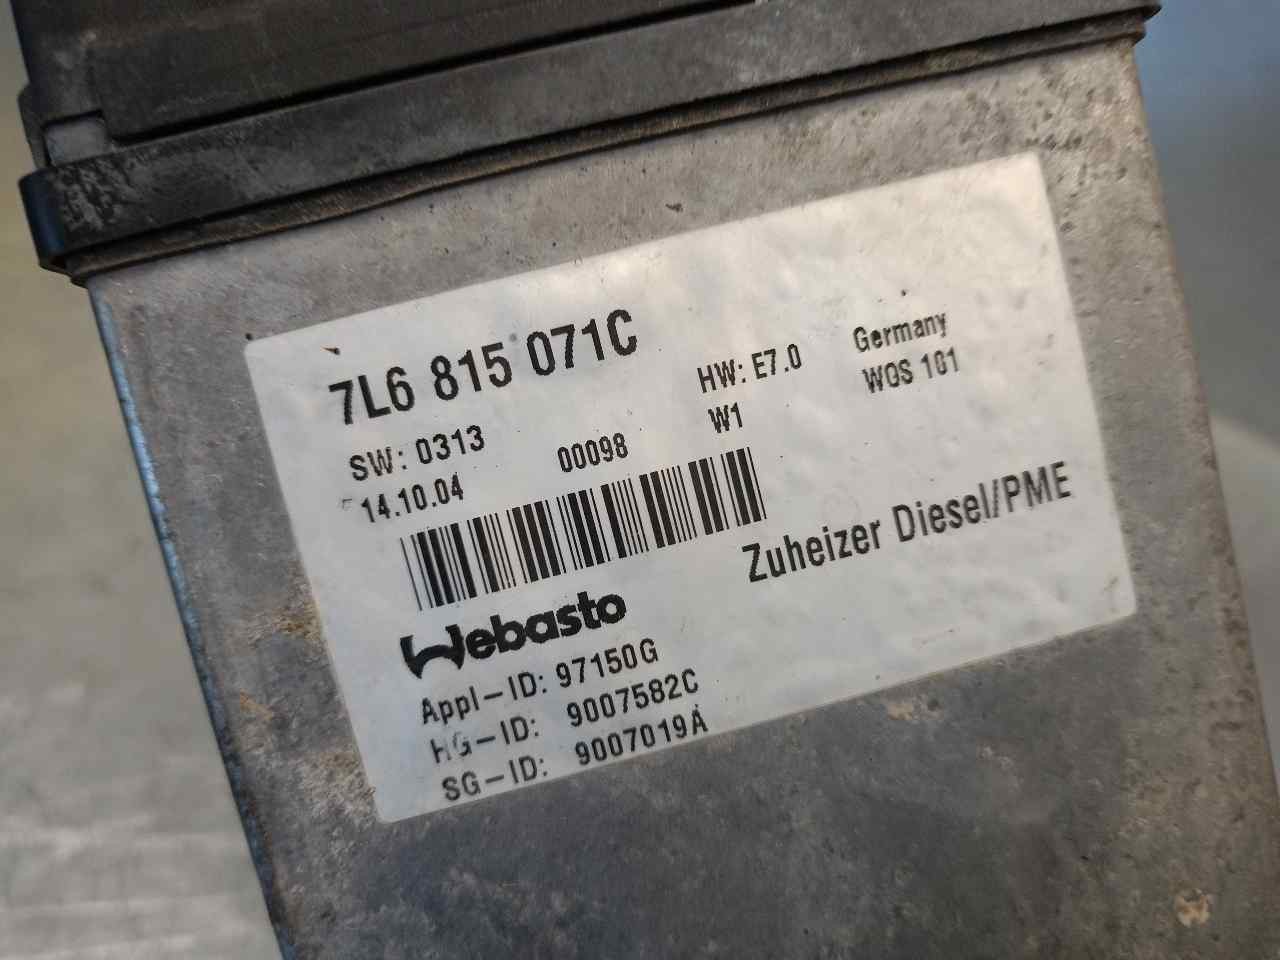 7L6 815 071C
SW: 0313 HW: E7.0 Germany
14.10.04 00098 W1 WOS 101
Zuheizer Diesel/PME
Webasto
Appl-ID: 97150G
HG-ID: 9007582C
SG-ID: 9007019A